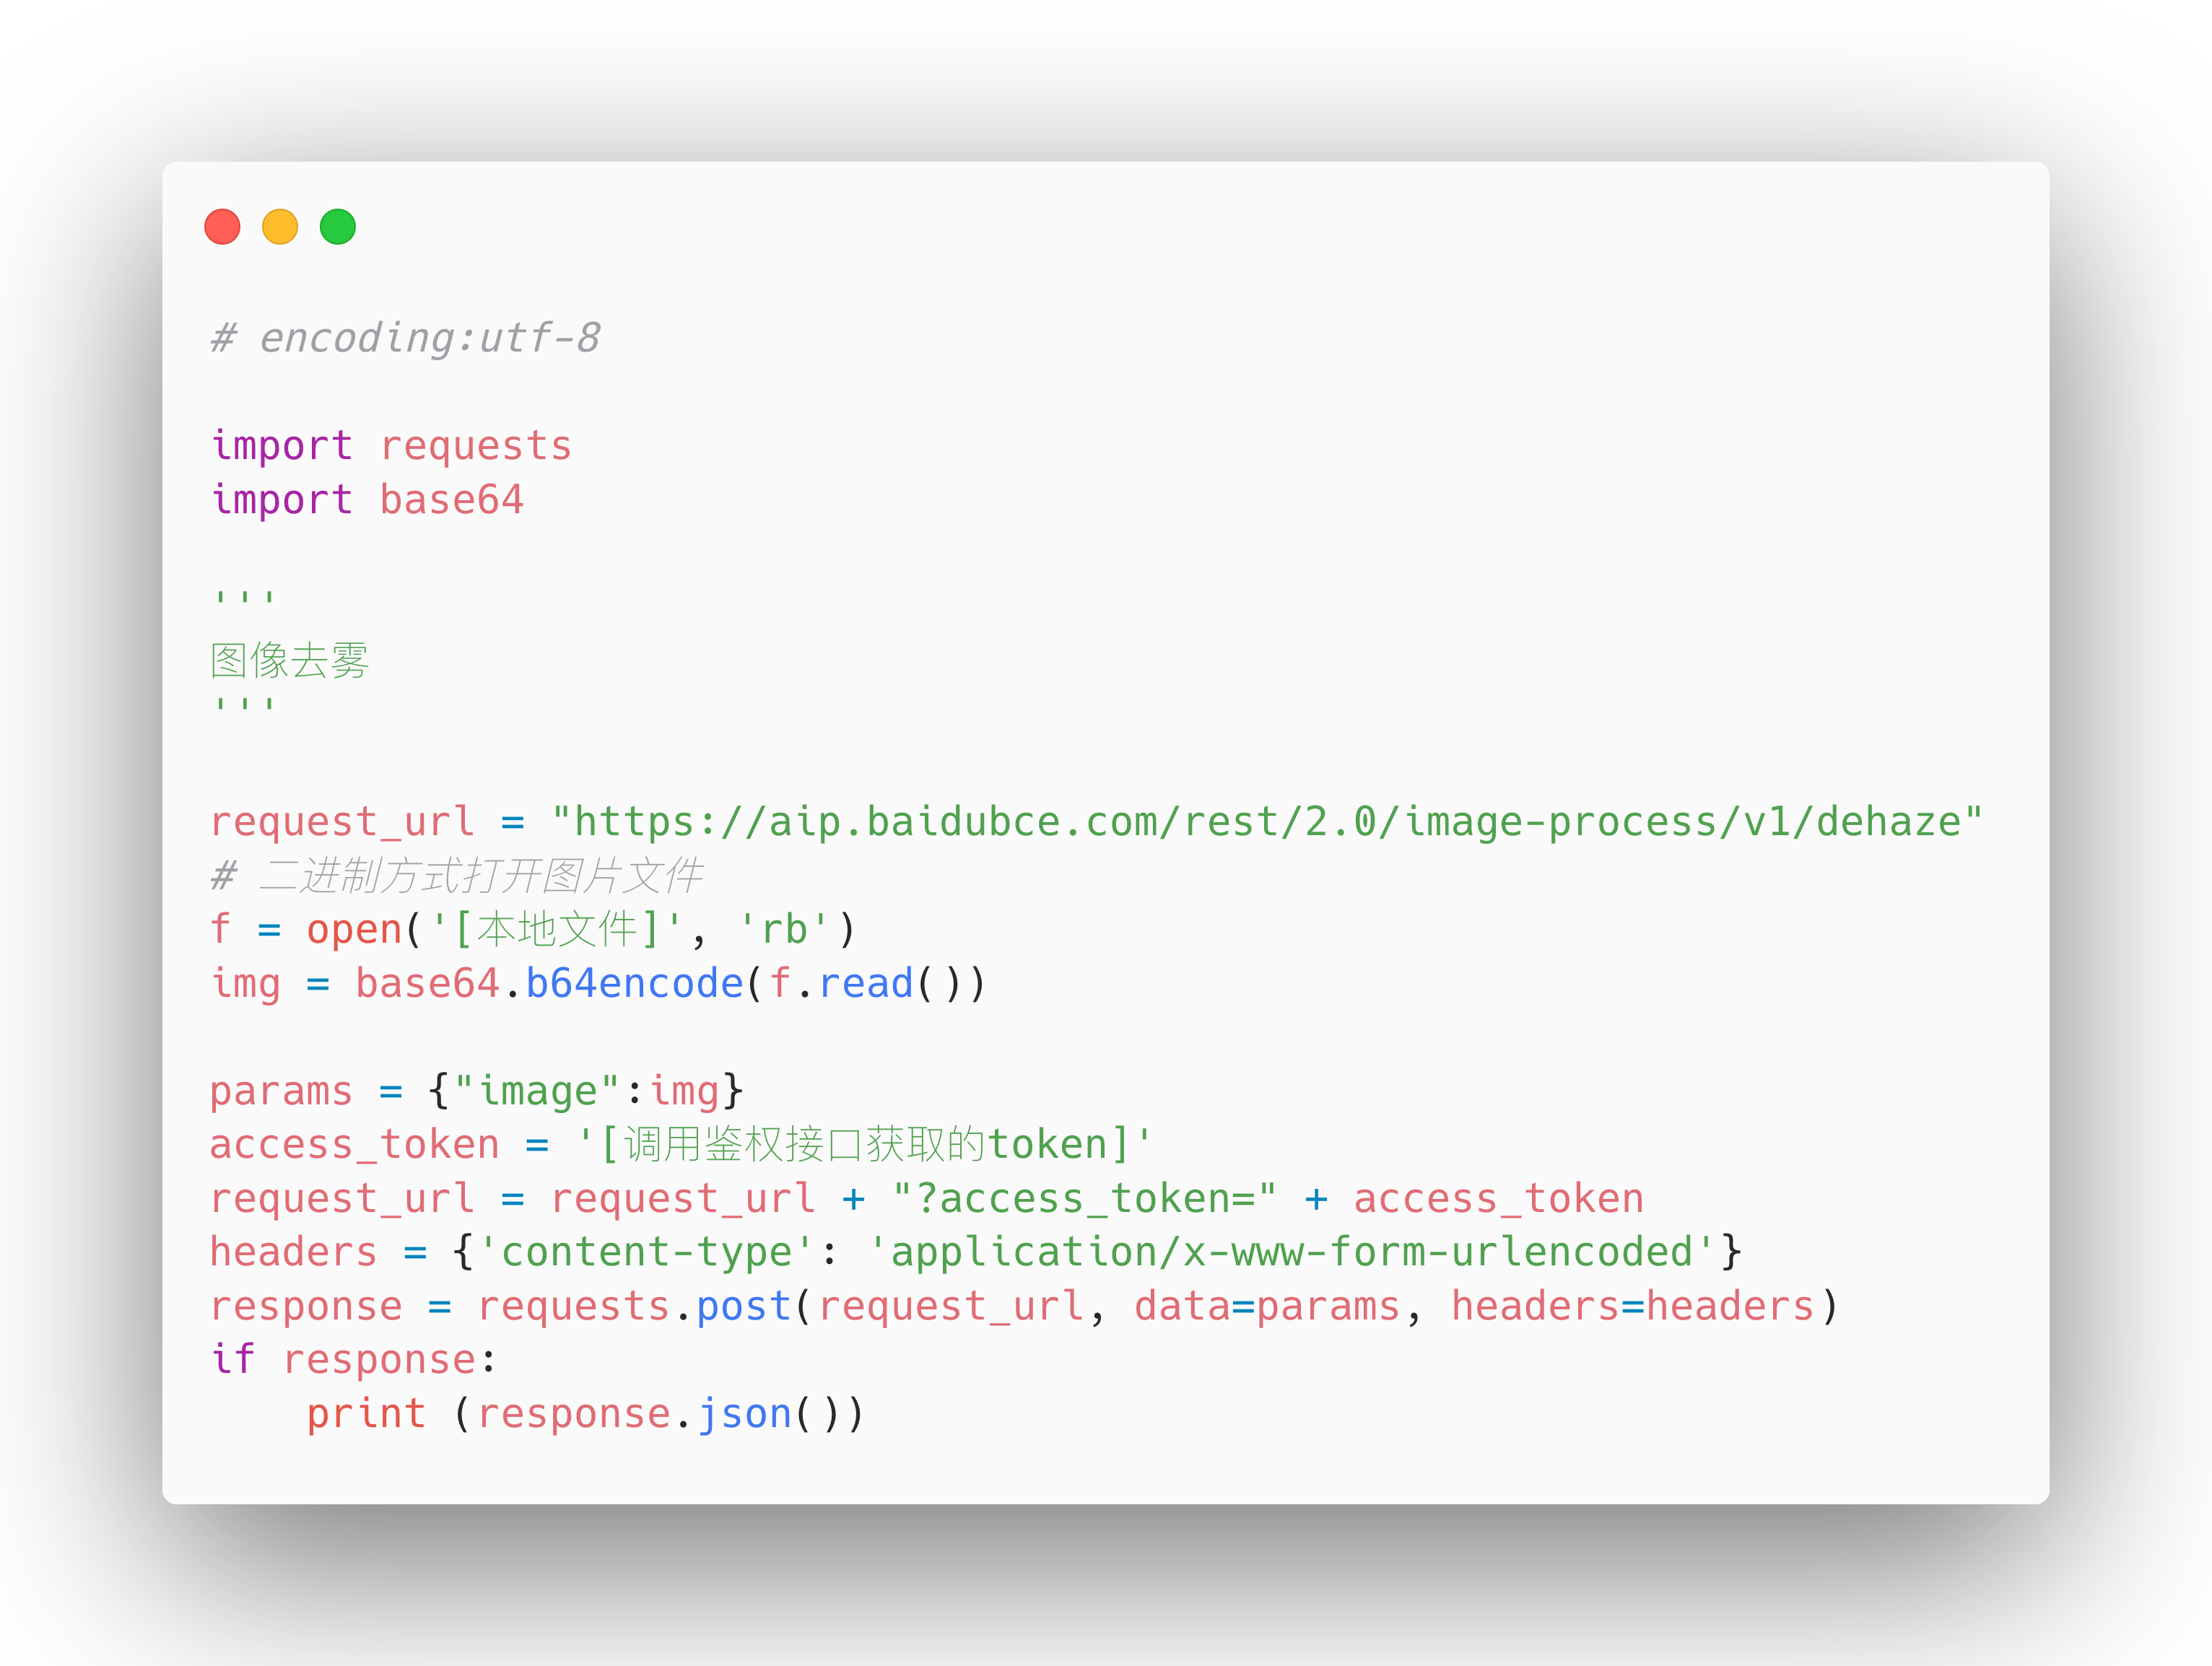 # encoding:utf-8
import requests
import base64
'''
图像去雾
'''
request_url = "https://aip.baidubce.com/rest/2.0/image-process/v1/dehaze"
# 二进制方式打开图片文件
f = open('[本地文件]', 'rb')
img = base64.b64encode(f.read())
params = {"image":img}
access_token = '[调用鉴权接口获取的token]'
request_url = request_url + "?access_token=" + access_token
headers = {'content-type': 'application/x-www-form-urlencoded'}
response = requests.post(request_url, data=params, headers=headers)
if response:
    print (response.json())